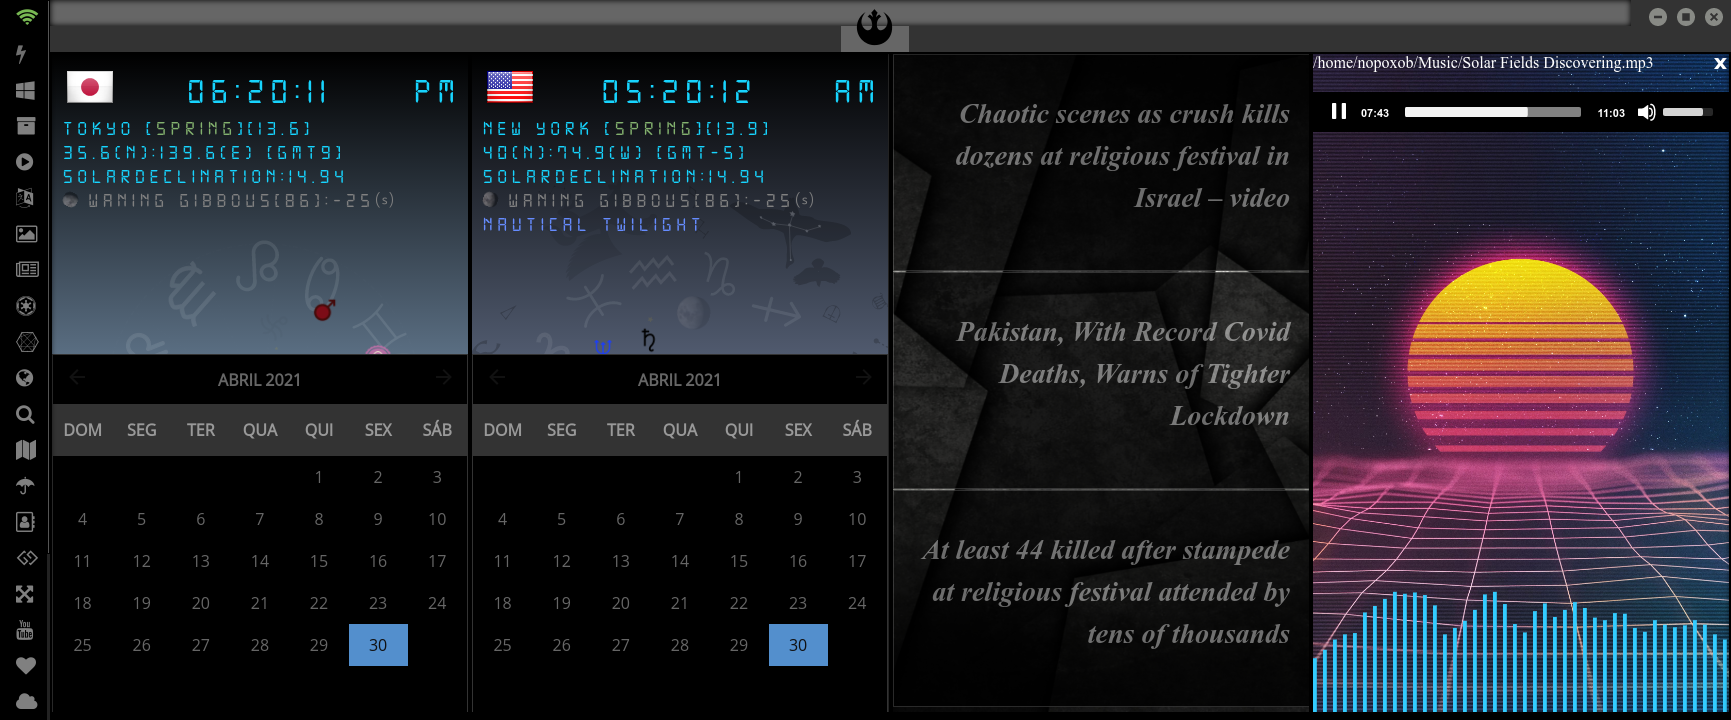 06:20:11 PM
TOKYO [SPRING][13.6]
35.6(N):139.6(E) [GMT9]
SOLARDECLINATION:14.94
WANING GIBBOUS(86):-25(s)
ABRIL 2021
DOM SEG TER QUA QUI SEX SÁB
1 2 3
4 5 6 7 8 9 10
11 12 13 14 15 16 17
18 19 20 21 22 23 24
25 26 27 28 29 30
05:20:12 AM
NEW YORK [SPRING][13.9]
40(N):74.9(W) [GMT-5]
SOLARDECLINATION:14.94
WANING GIBBOUS(86):-25(s)
NAUTICAL TWILIGHT
ABRIL 2021
DOM SEG TER QUA QUI SEX SÁB
1 2 3
4 5 6 7 8 9 10
11 12 13 14 15 16 17
18 19 20 21 22 23 24
25 26 27 28 29 30
Chaotic scenes as crush kills
dozens at religious festival in
Israel – video
Pakistan, With Record Covid
Deaths, Warns of Tighter
Lockdown
At least 44 killed after stampede
at religious festival attended by
tens of thousands
/home/nopoxob/Music/Solar Fields Discovering.mp3 x
07:43 11:03
You
Tube